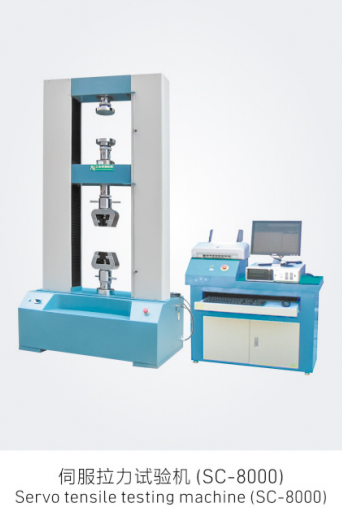 伺服拉力试验机 (SC-8000)
Servo tensile testing machine (SC-8000)